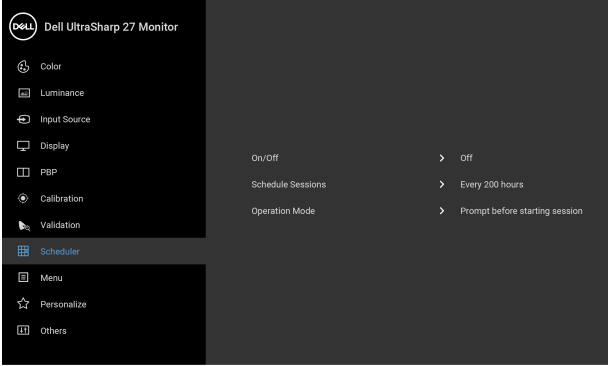 DELL Dell UltraSharp 27 Monitor
Color
Luminance
Input Source
Display
PBP
Calibration
Validation
Scheduler
Menu
Personalize
Others
On/Off > Off
Schedule Sessions > Every 200 hours
Operation Mode > Prompt before starting session